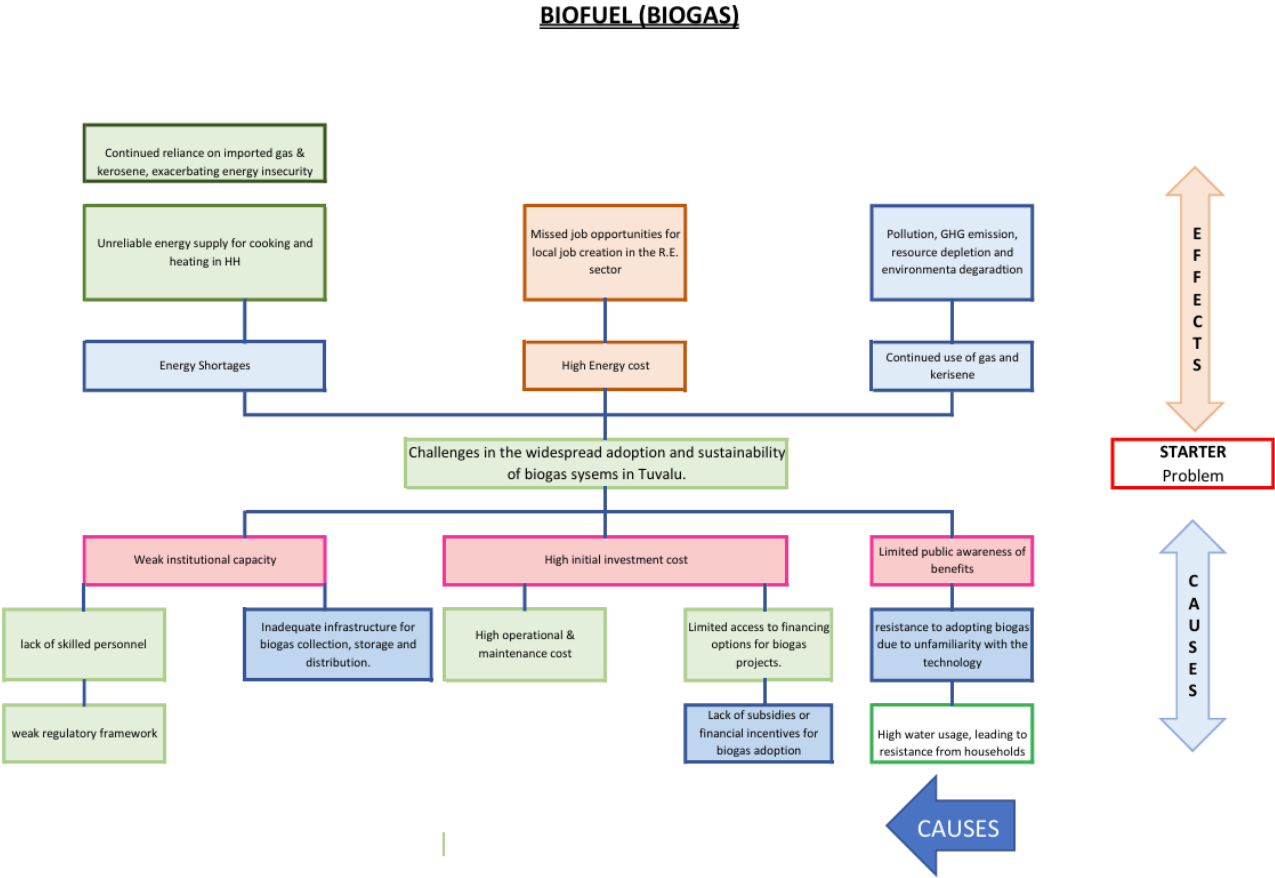 BIOFUEL (BIOGAS)
Continued reliance on imported gas &
kerosene, exacerbating energy insecurity
Unreliable energy supply for cooking and
heating in HH
Missed job opportunities for
local job creation in the R.E.
sector
Pollution, GHG emission,
resource depletion and
environmenta degaradtion
E
F
F
E
C
T
S
Energy Shortages
High Energy cost
Continued use of gas and
kerisene
Challenges in the widespread adoption and sustainability
of biogas sysems in Tuvalu.
STARTER
Problem
Weak institutional capacity
High initial investment cost
Limited public awareness of
benefits
C
A
U
S
E
S
lack of skilled personnel
Inadequate infrastructure for
biogas collection, storage and
distribution.
High operational &
maintenance cost
Limited access to financing
options for biogas
projects.
resistance to adopting biogas
due to unfamiliarity with the
technology
weak regulatory framework
Lack of subsidies or
financial incentives for
biogas adoption
High water usage, leading to
resistance from households
CAUSES